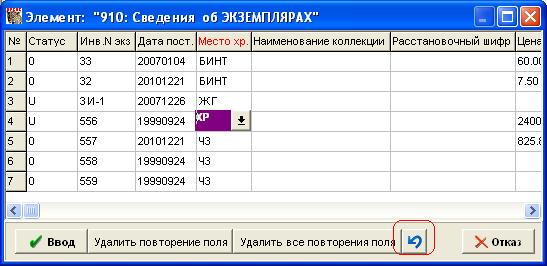 Элемент: "910: Сведения об ЭКЗЕМПЛЯРАХ"
№ Статус Инв.N экз Дата пост. Место хр. Наименование коллекции Расстановочный шифр Цена
1 0 33 20070104 БИНТ 60.00
2 0 32 20101221 БИНТ 7.50
3 U ЗИ-1 20071226 ЖГ
4 U 556 19990924 ХР 2400
5 0 557 20101221 ЧЗ 825.8
6 0 558 19990924 ЧЗ
7 0 559 19990924 ЧЗ
Ввод Удалить повторение поля Удалить все повторения поля Отказ